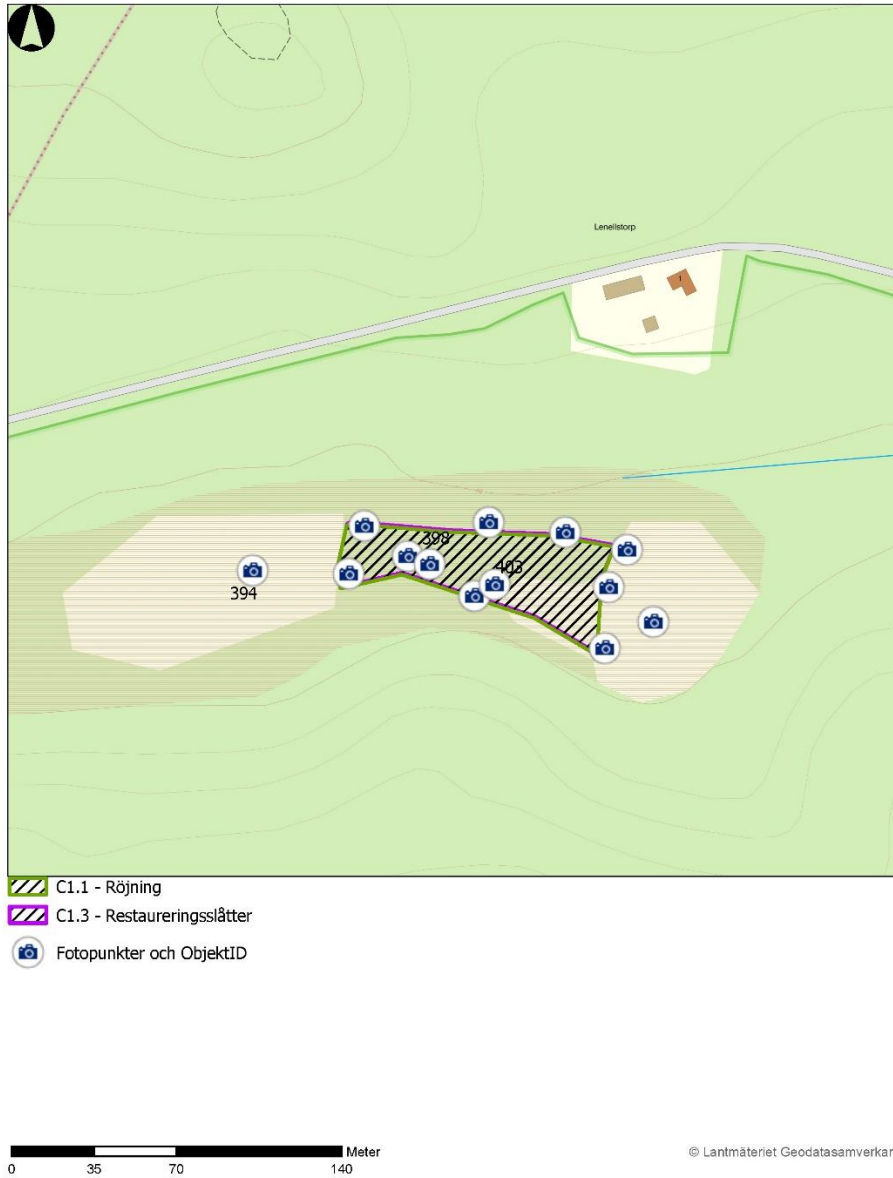 Lenellstorp
1
398
403
394
C1.1 - Röjning
C1.3 - Restaureringsslåtter
Fotopunkter och ObjektID
Meter
0 35 70 140
© Lantmäteriet Geodatasamverkan